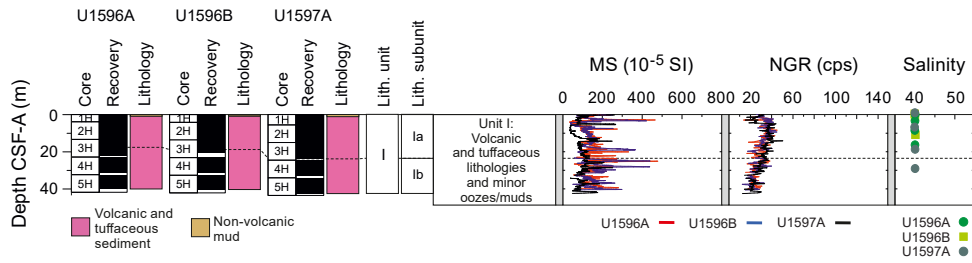 U1596A U1596B U1597A
Core Recovery Lithology Core Recovery Lithology Core Recovery Lithology Lith. unit Lith. subunit
MS (10⁻⁵ SI) NGR (cps) Salinity
0 200 400 600 800 20 60 100 140 40 50
Depth CSF-A (m)
0
20
40
1H 1H 1H
2H 2H 2H
3H 3H 3H
4H 4H 4H
5H 5H 5H
I
Ia
Ib
Unit I:
Volcanic
and tuffaceous
lithologies
and minor
oozes/muds
Volcanic and
tuffaceous
sediment
Non-volcanic
mud
U1596A U1596B U1597A
U1596A
U1596B
U1597A